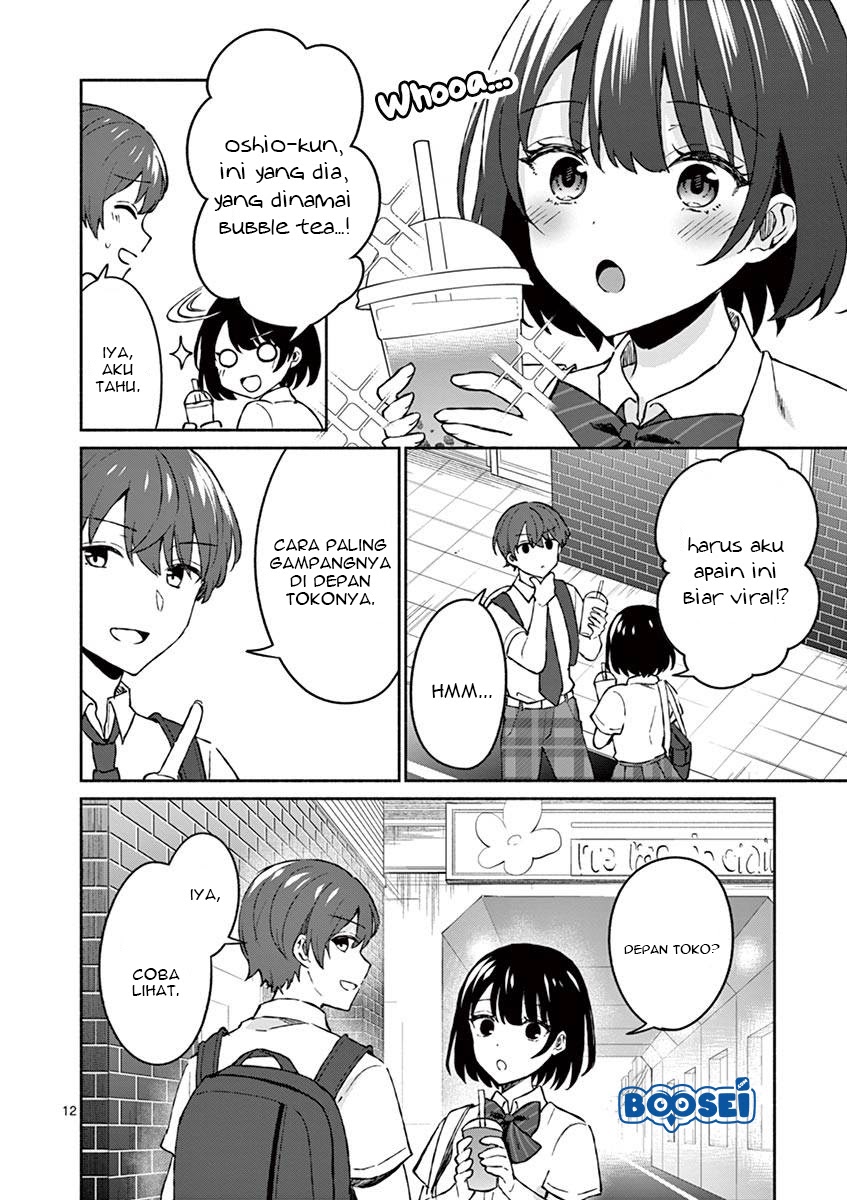 Whooa...
oshio-kun,
ini yang dia,
yang dinamai
BUBBLE tea...!
IYA,
AKU
TAHU.
harus aku
apain ini
Biar viral!?
HMM...
CARA PALING
GAMPANGNYA
DI DEPAN
TOKONYA.
DEPAN TOKO?
IYA,
COBA
LIHAT.
BOOSEI
12